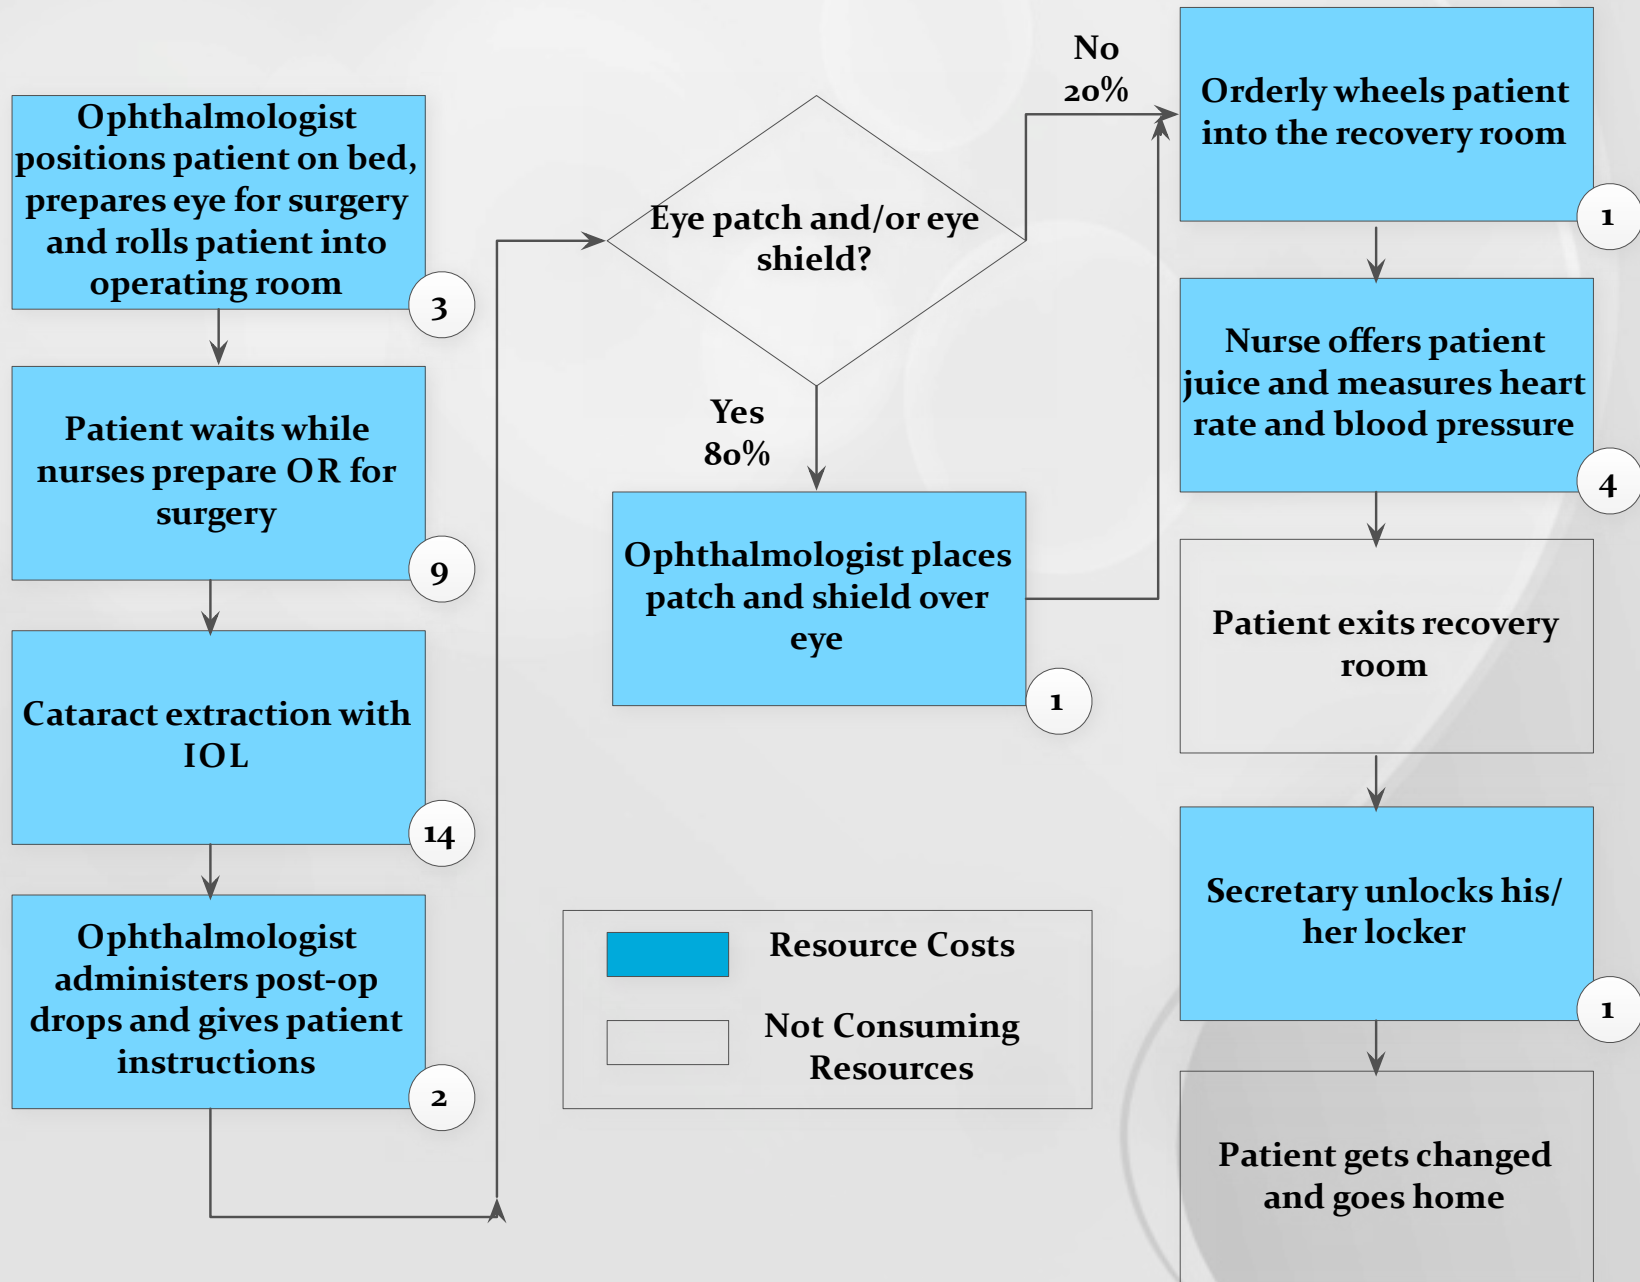 Ophthalmologist
positions patient on bed,
prepares eye for surgery
and rolls patient into
operating room
3
Patient waits while
nurses prepare OR for
surgery
9
Cataract extraction with
IOL
14
Ophthalmologist
administers post-op
drops and gives patient
instructions
2
Eye patch and/or eye
shield?
No
20%
Yes
80%
Ophthalmologist places
patch and shield over
eye
1
Resource Costs
Not Consuming
Resources
Orderly wheels patient
into the recovery room
1
Nurse offers patient
juice and measures heart
rate and blood pressure
4
Patient exits recovery
room
Secretary unlocks his/
her locker
1
Patient gets changed
and goes home